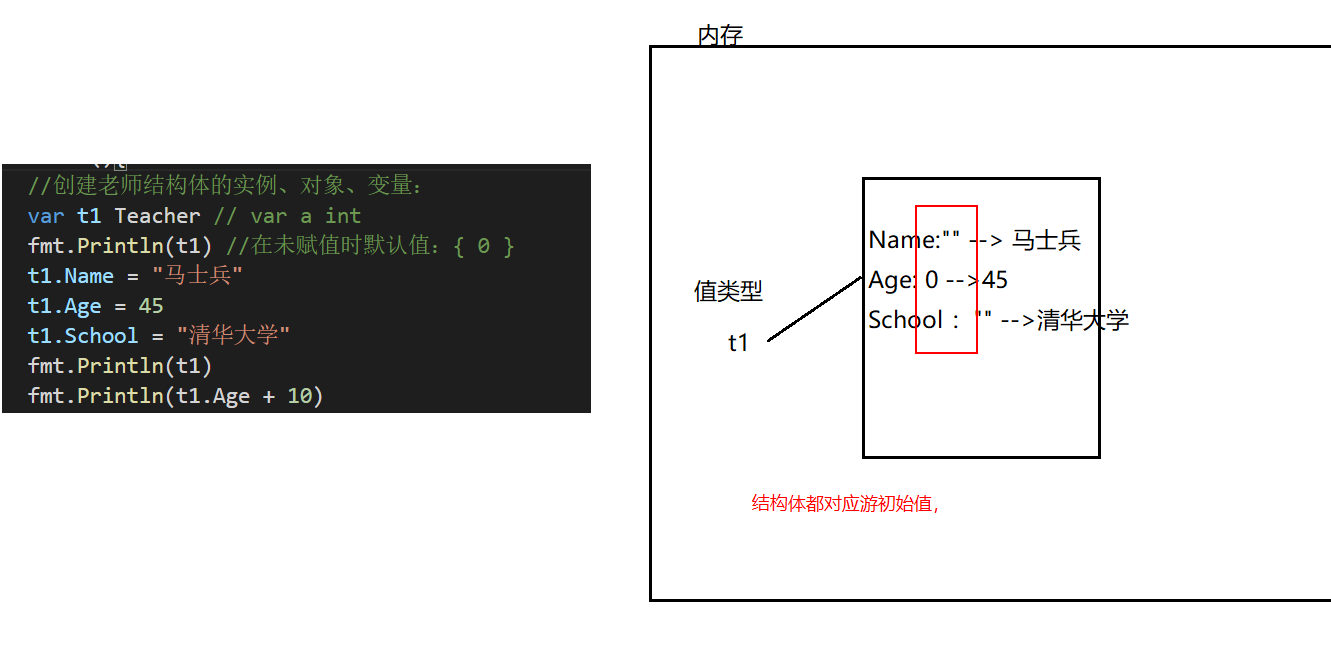 //创建老师结构体的实例、对象、变量:
var t1 Teacher // var a int
fmt.Println(t1) //在未赋值时默认值:{ 0 }
t1.Name = "马士兵"
t1.Age = 45
t1.School = "清华大学"
fmt.Println(t1)
fmt.Println(t1.Age + 10)
内存
Name:"" --> 马士兵
Age: 0 -->45
School : "" -->清华大学
值类型
t1
结构体都对应游初始值,